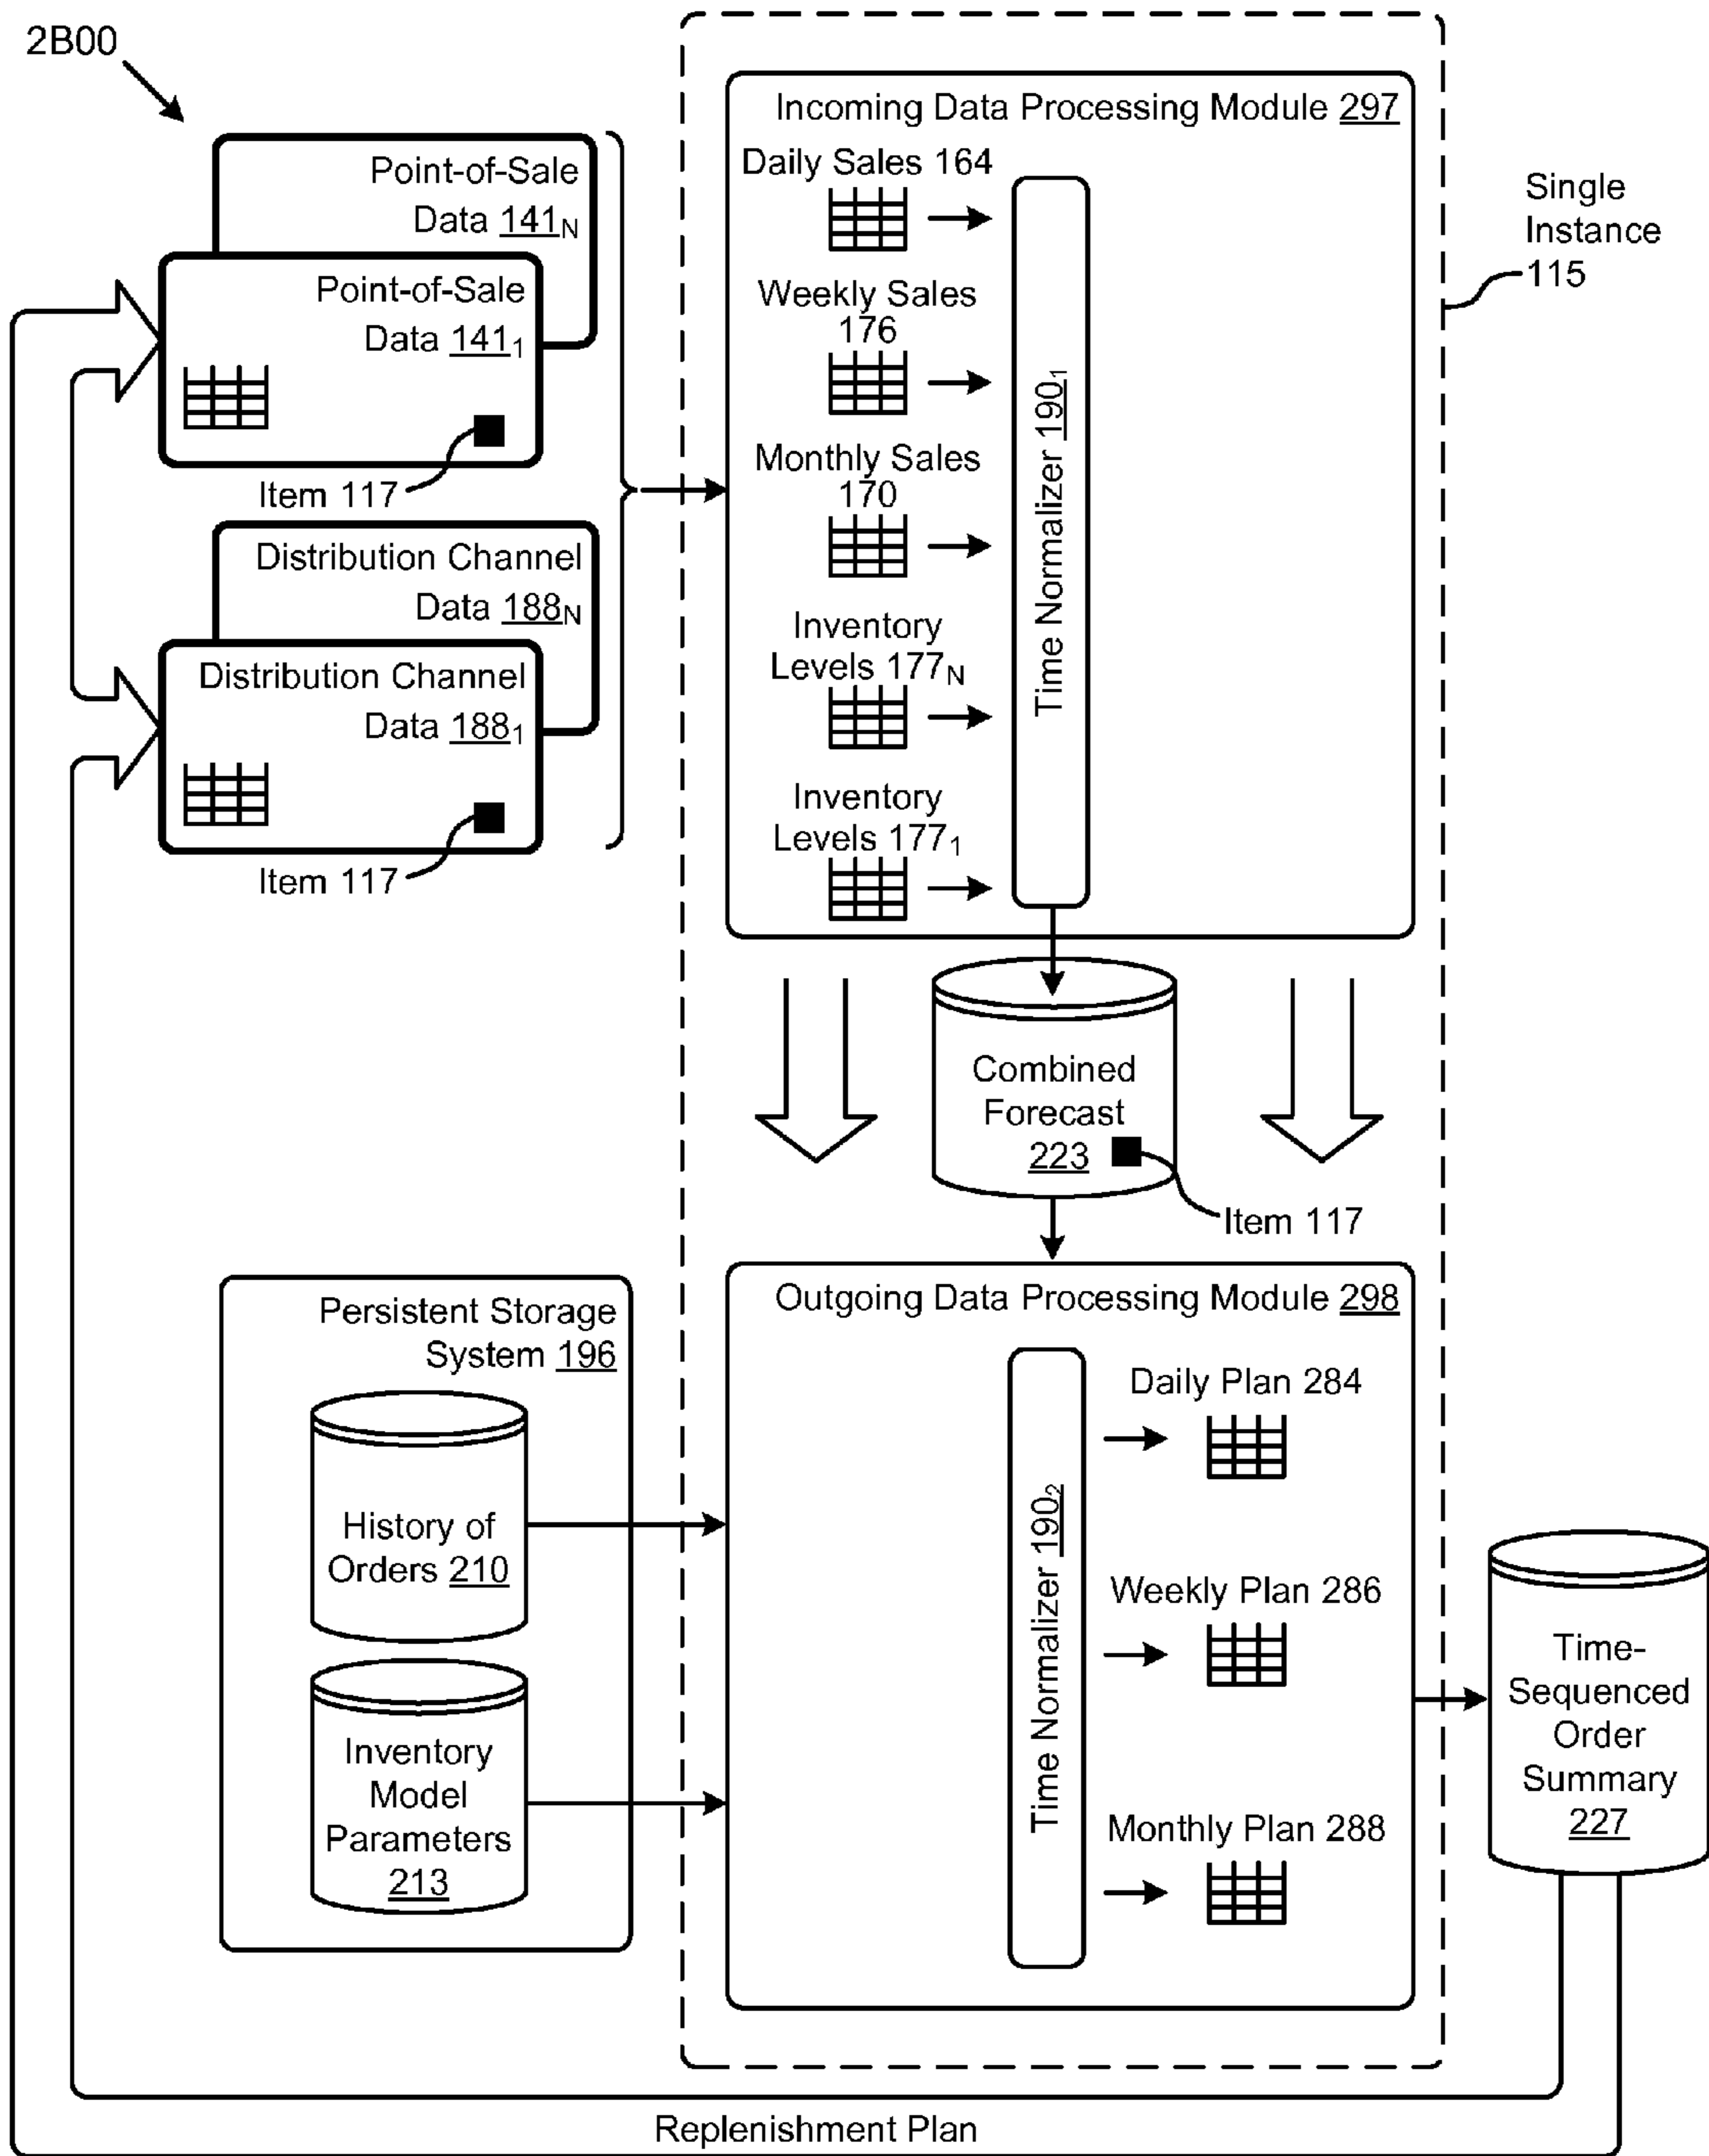 2B00
Point-of-Sale
Data 141N
Point-of-Sale
Data 1411
Item 117
Distribution Channel
Data 188N
Distribution Channel
Data 1881
Item 117
Incoming Data Processing Module 297
Daily Sales 164
Weekly Sales
176
Monthly Sales
170
Inventory
Levels 177N
Inventory
Levels 1771
Time Normalizer 1901
Single
Instance
115
Combined
Forecast
223
Item 117
Persistent Storage
System 196
History of
Orders 210
Inventory
Model
Parameters
213
Outgoing Data Processing Module 298
Time Normalizer 1902
Daily Plan 284
Weekly Plan 286
Monthly Plan 288
Time-
Sequenced
Order
Summary
227
Replenishment Plan